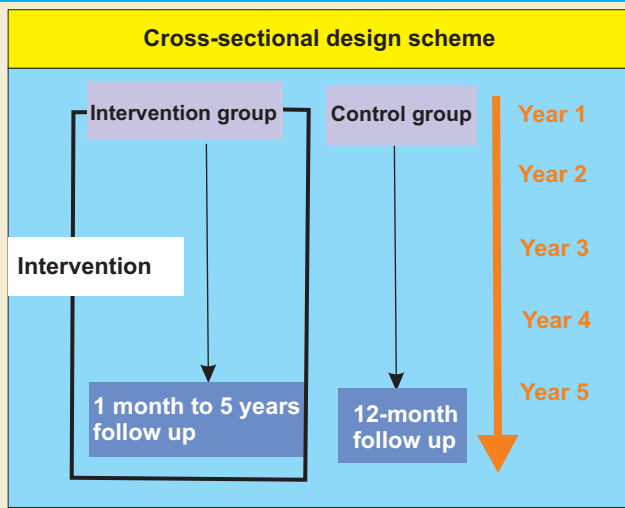 Cross-sectional design scheme
Intervention group
Control group
Year 1
Year 2
Intervention
Year 3
Year 4
1 month to 5 years
follow up
12-month
follow up
Year 5